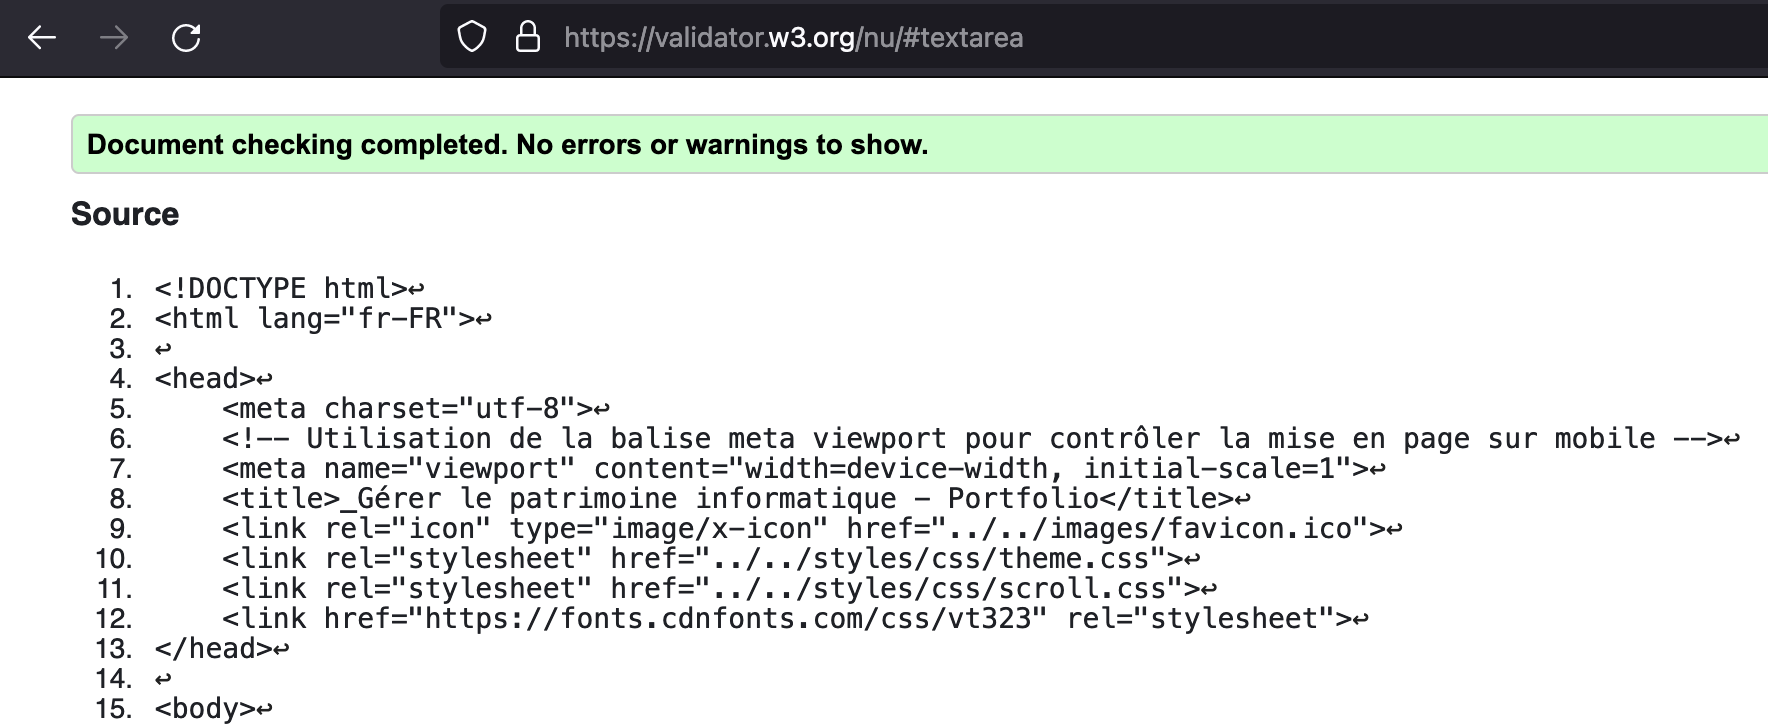 https://validator.w3.org/nu/#textarea
Document checking completed. No errors or warnings to show.
Source
1. <!DOCTYPE html>↩
2. <html lang="fr-FR">↩
3. ↩
4. <head>↩
5.     <meta charset="utf-8">↩
6.     <!-- Utilisation de la balise meta viewport pour contrôler la mise en page sur mobile -->↩
7.     <meta name="viewport" content="width=device-width, initial-scale=1">↩
8.     <title>_Gérer le patrimoine informatique - Portfolio</title>↩
9.     <link rel="icon" type="image/x-icon" href="../../images/favicon.ico">↩
10.     <link rel="stylesheet" href="../../styles/css/theme.css">↩
11.     <link rel="stylesheet" href="../../styles/css/scroll.css">↩
12.     <link href="https://fonts.cdnfonts.com/css/vt323" rel="stylesheet">↩
13. </head>↩
14. ↩
15. <body>↩